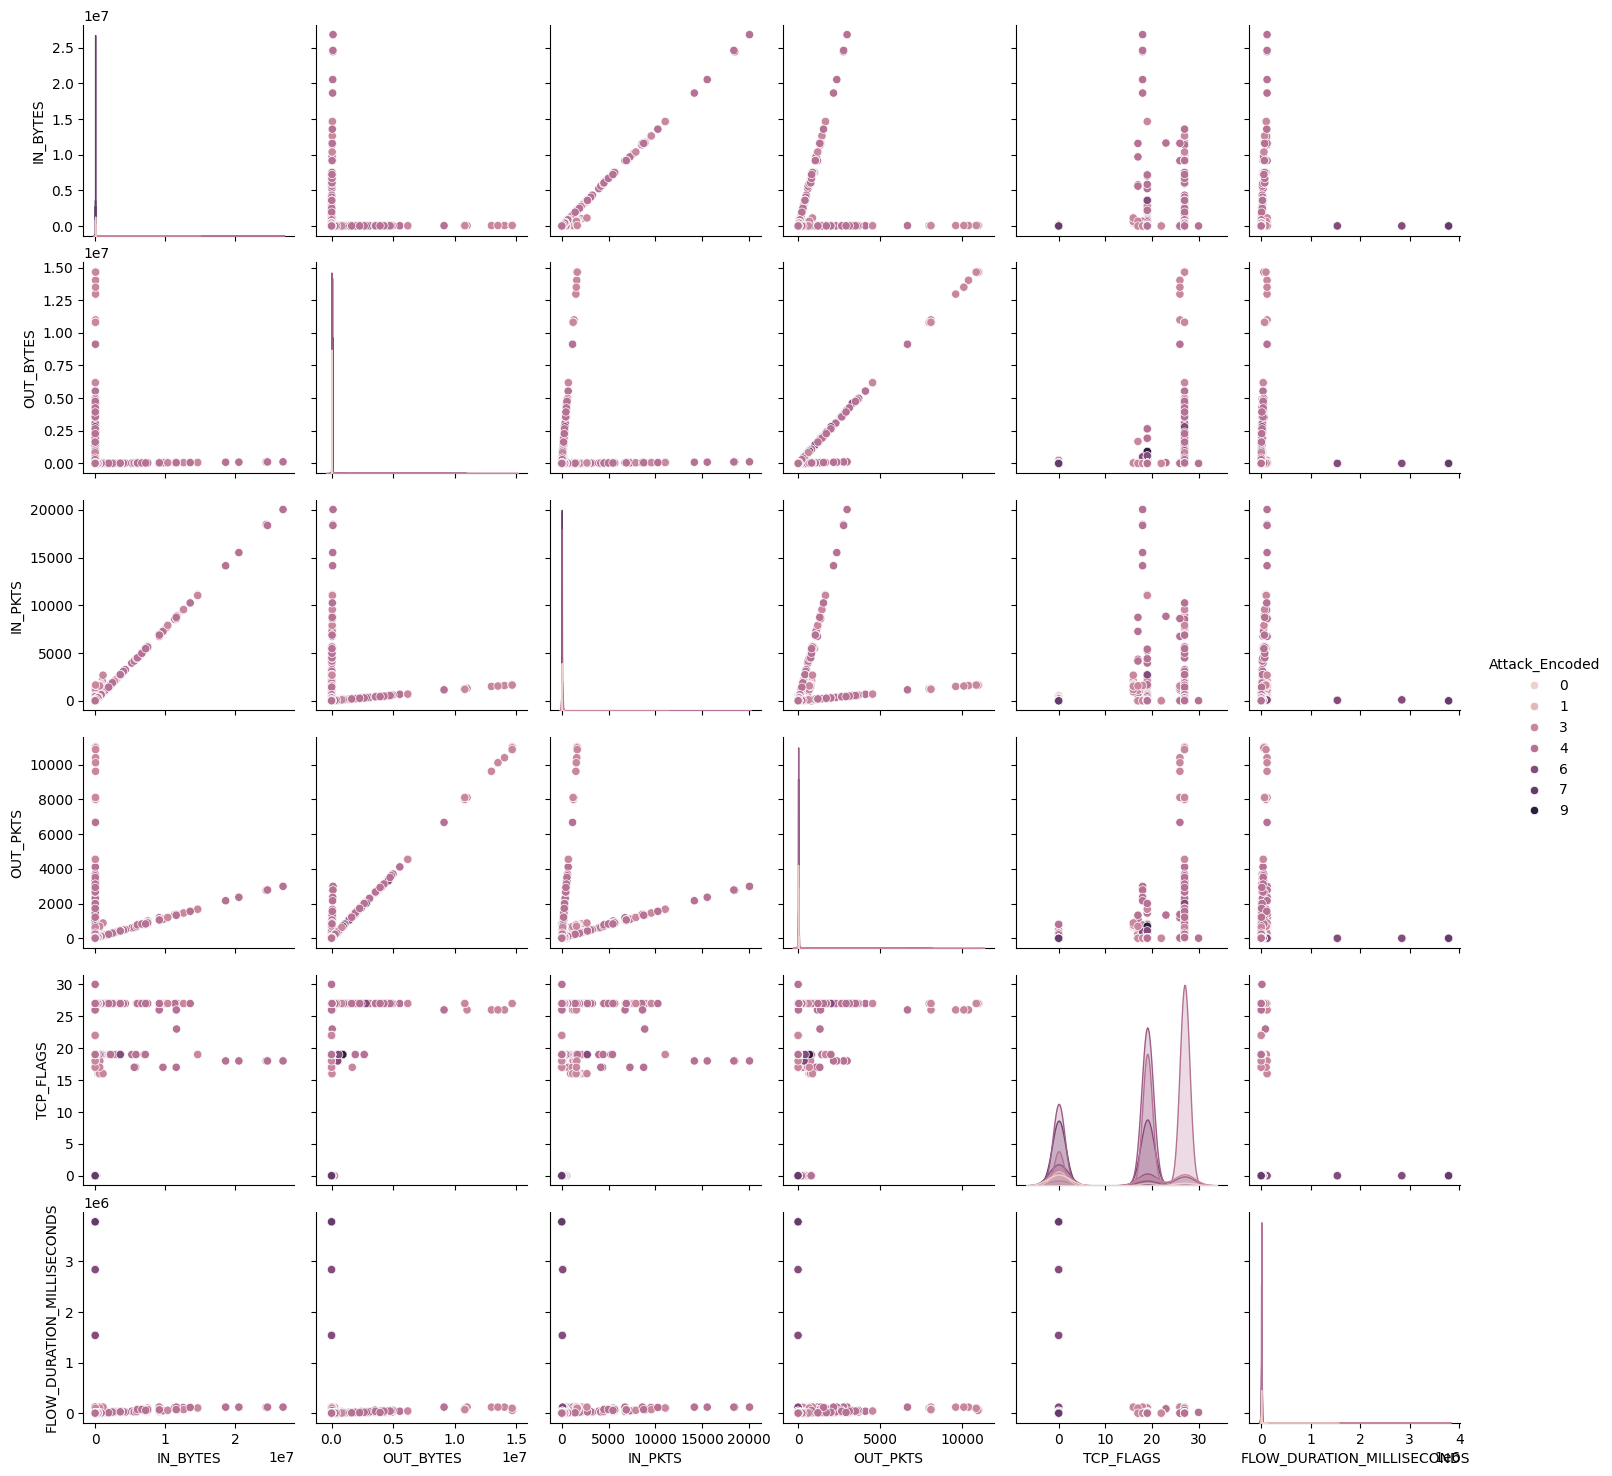 1e7
IN_BYTES
2.5
2.0
1.5
1.0
0.5
0.0
1e7
OUT_BYTES
1.50
1.25
1.00
0.75
0.50
0.25
0.00
IN_PKTS
20000
15000
10000
5000
0
OUT_PKTS
10000
8000
6000
4000
2000
0
TCP_FLAGS
30
25
20
15
10
5
0
1e6
FLOW_DURATION_MILLISECONDS
3
2
1
0
0 1 2
1e7
IN_BYTES
0.0 0.5 1.0 1.5
1e7
OUT_BYTES
0 5000 10000 15000 20000
IN_PKTS
0 5000 10000
OUT_PKTS
0 10 20 30
TCP_FLAGS
0 1 2 3 4
1e6
FLOW_DURATION_MILLISECONDS
Attack_Encoded
0
1
3
4
6
7
9